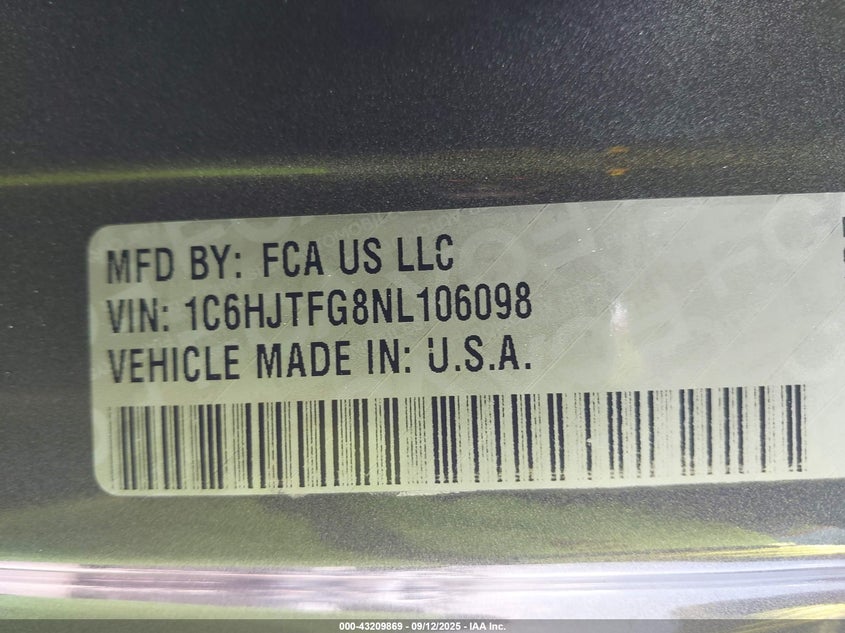 MFD BY: FCA US LLC
VIN: 1C6HJTFG8NL106098
VEHICLE MADE IN: U.S.A.
000-43209869 - 09/12/2025 - IAA Inc.